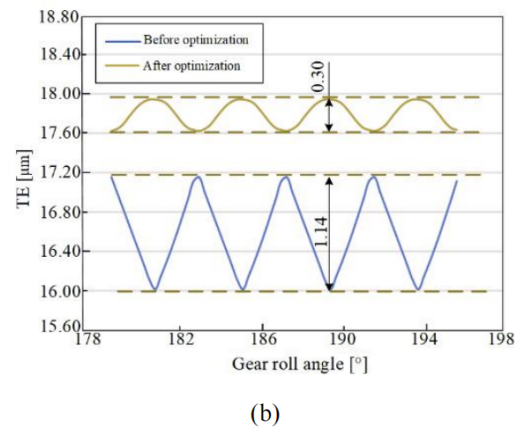 18.80
18.40
18.00
17.60
17.20
16.80
16.40
16.00
15.60
TE [μm]
Before optimization
After optimization
0.30
1.14
178 182 186 190 194 198
Gear roll angle [°]
(b)